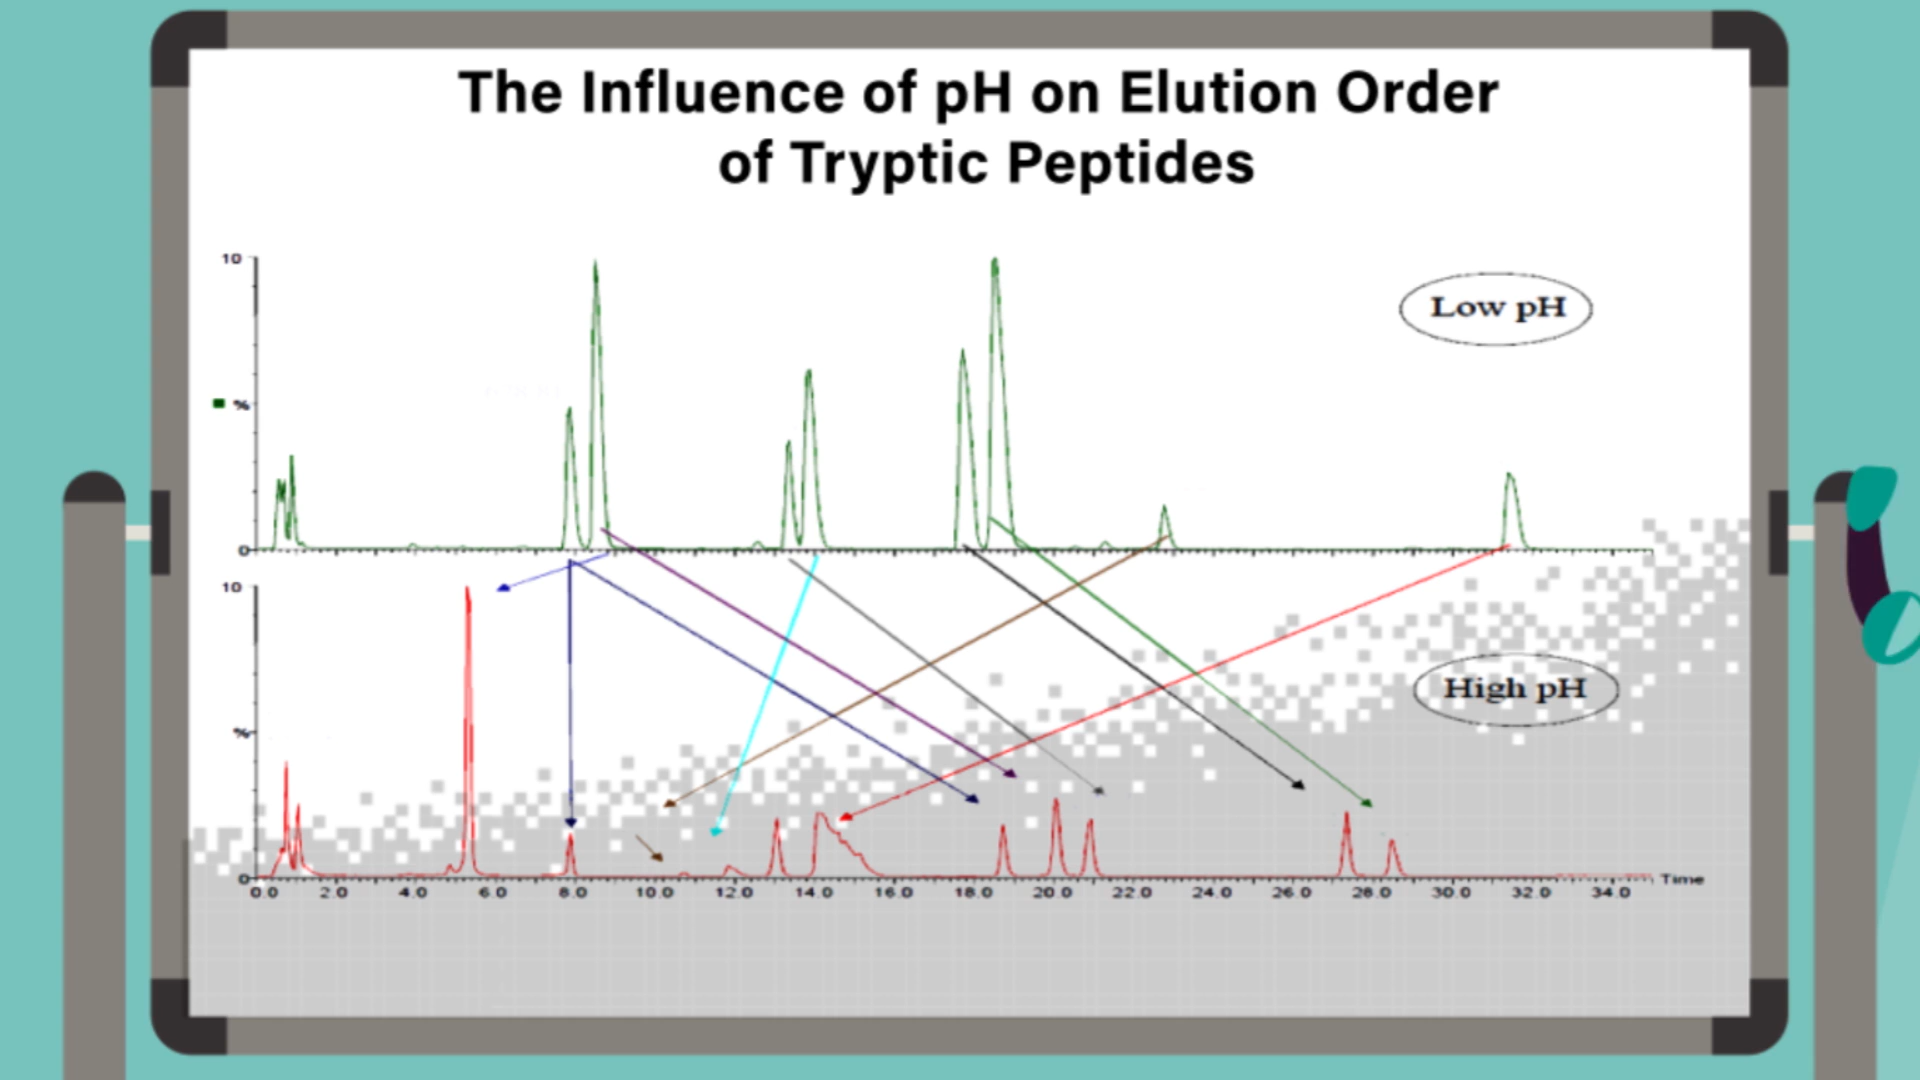 The Influence of pH on Elution Order
of Tryptic Peptides
10
Low pH
%
0
10
High pH
%
0
0.0 2.0 4.0 6.0 8.0 10.0 12.0 14.0 16.0 18.0 20.0 22.0 24.0 26.0 28.0 30.0 32.0 34.0 Time